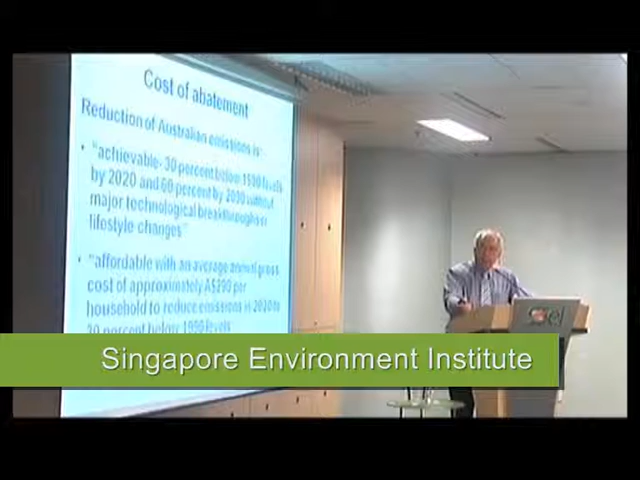 Cost of abatement
Reduction of Australian emissions is:
• "achievable- 30 percent below 1990 levels
by 2020 and 60 percent by 2030 without
major technological breakthroughs or
lifestyle changes"
• "affordable with an average annual gross
cost of approximately A$290 per
household to reduce emissions in 2020 to
30 percent below 1990 levels
Singapore Environment Institute
sei